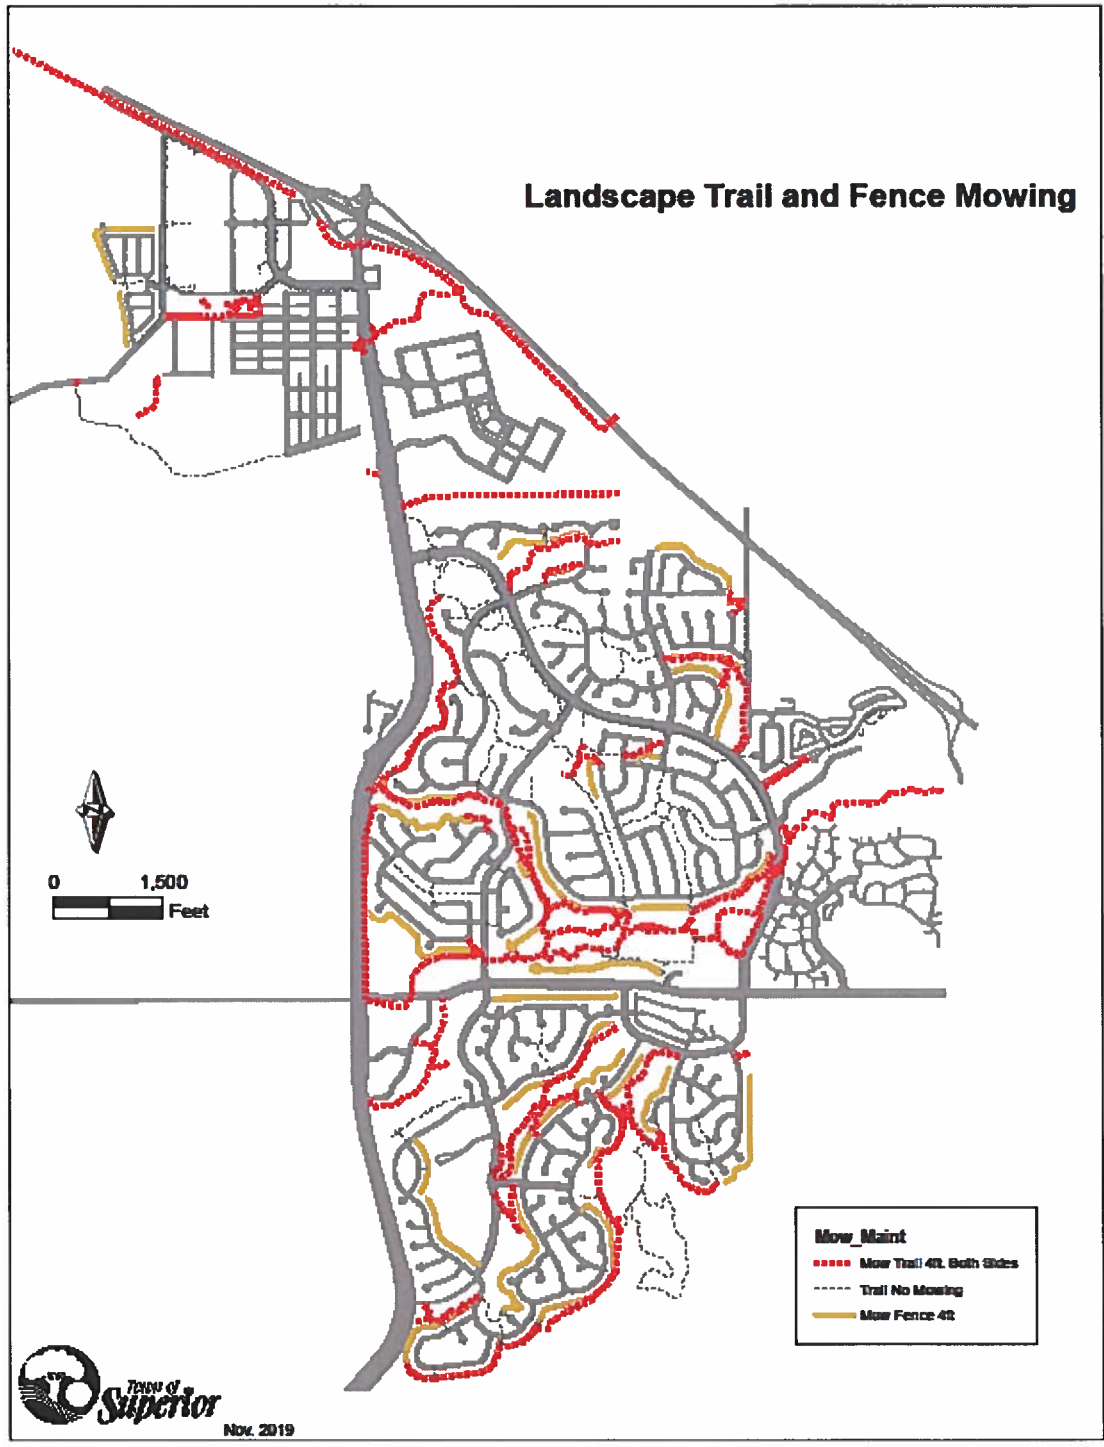 Landscape Trail and Fence Mowing
N
0 1,500
Feet
Mow_Maint
Mow Trail 4ft. Both Sides
Trail No Mowing
Mow Fence 4ft
Town of
Superior
Nov. 2019